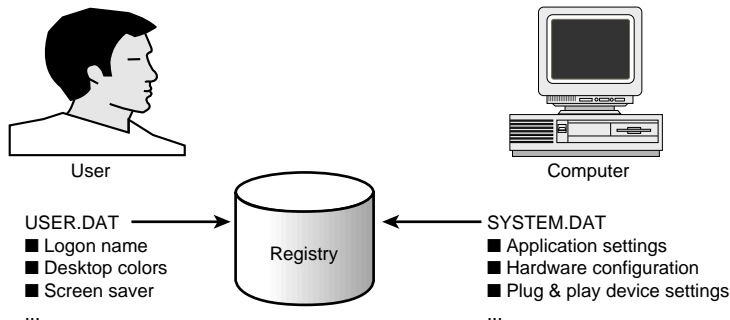 User
Computer
USER.DAT
■ Logon name
■ Desktop colors
■ Screen saver
...
Registry
SYSTEM.DAT
■ Application settings
■ Hardware configuration
■ Plug & play device settings
...